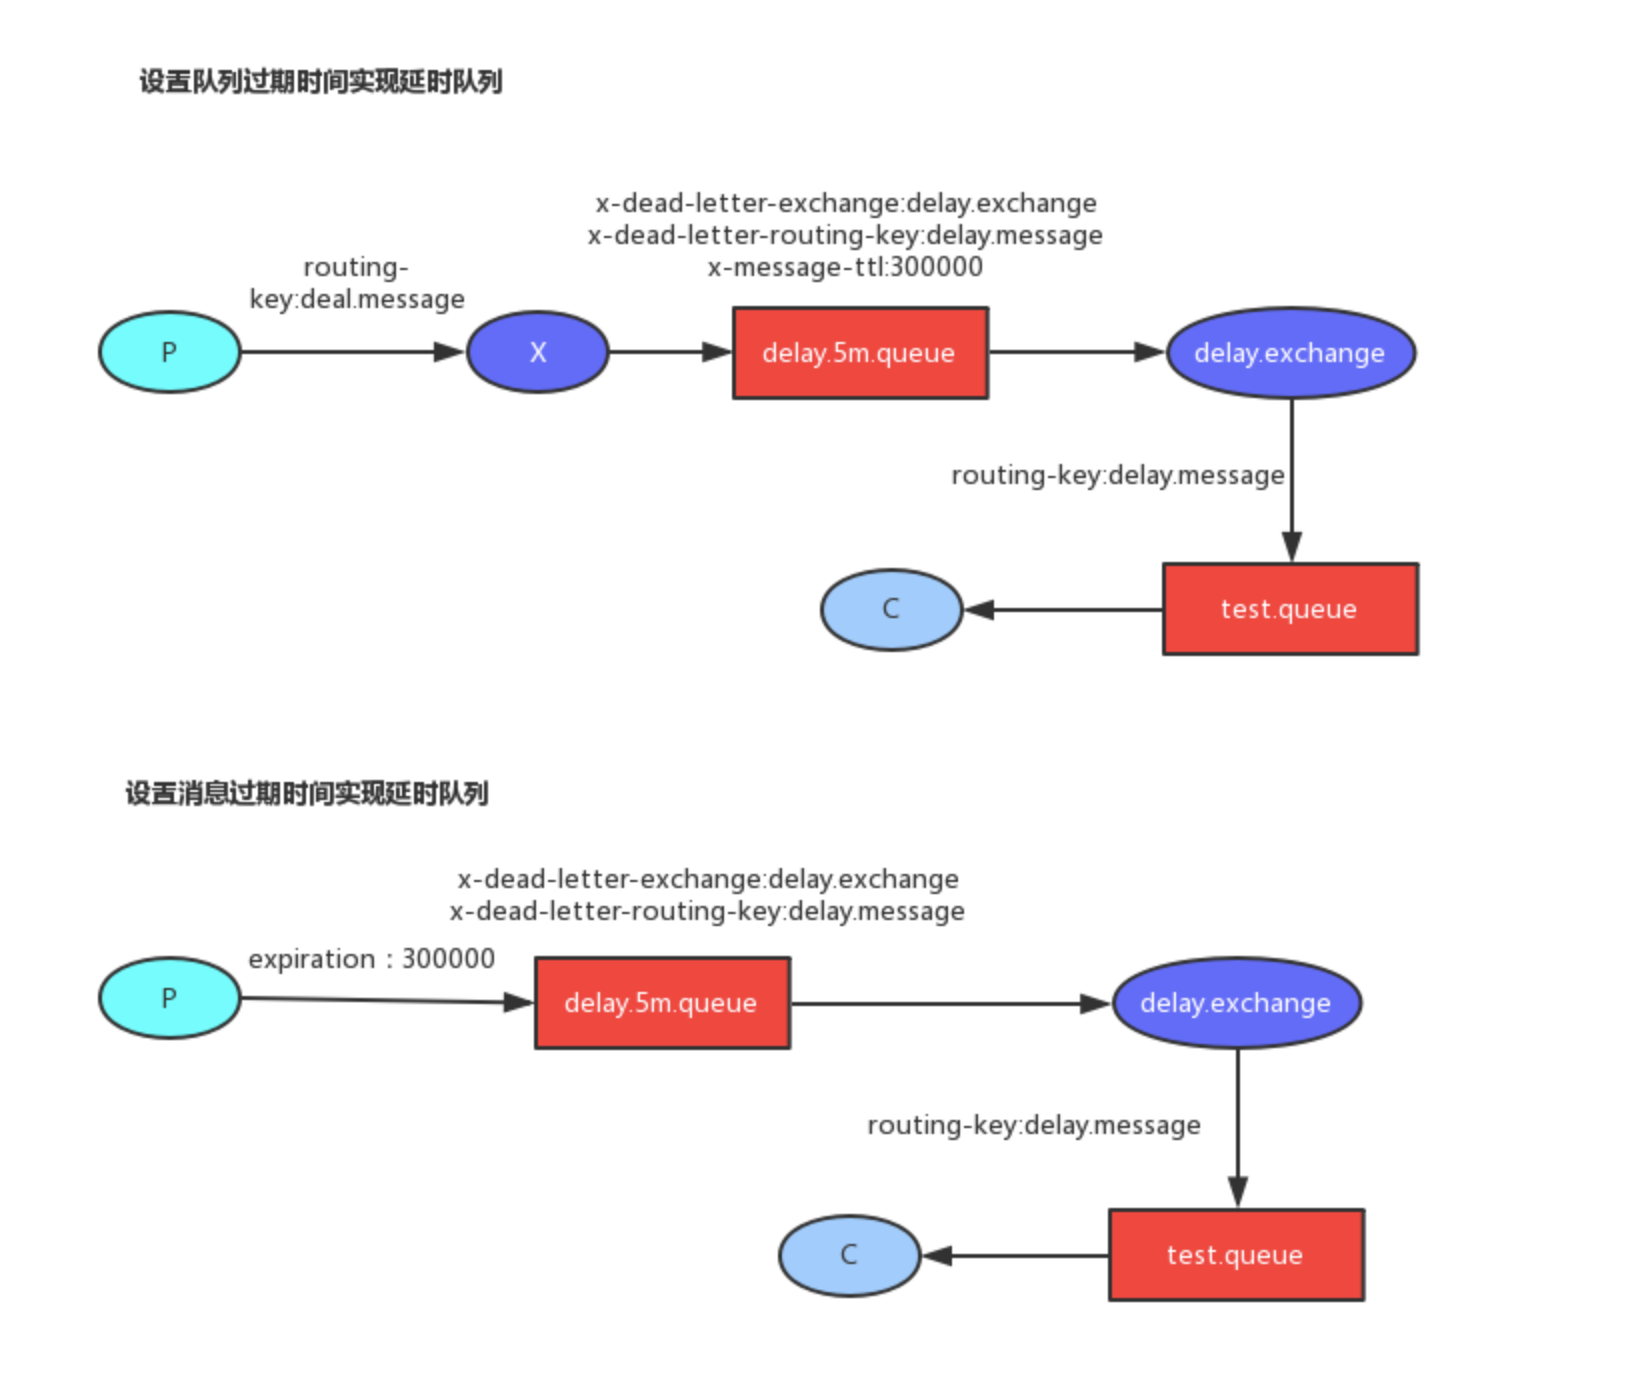 设置队列过期时间实现延时队列
x-dead-letter-exchange:delay.exchange
x-dead-letter-routing-key:delay.message
x-message-ttl:300000
routing-
key:deal.message
P
X
delay.5m.queue
delay.exchange
routing-key:delay.message
C
test.queue
设置消息过期时间实现延时队列
x-dead-letter-exchange:delay.exchange
x-dead-letter-routing-key:delay.message
expiration：300000
P
delay.5m.queue
delay.exchange
routing-key:delay.message
C
test.queue